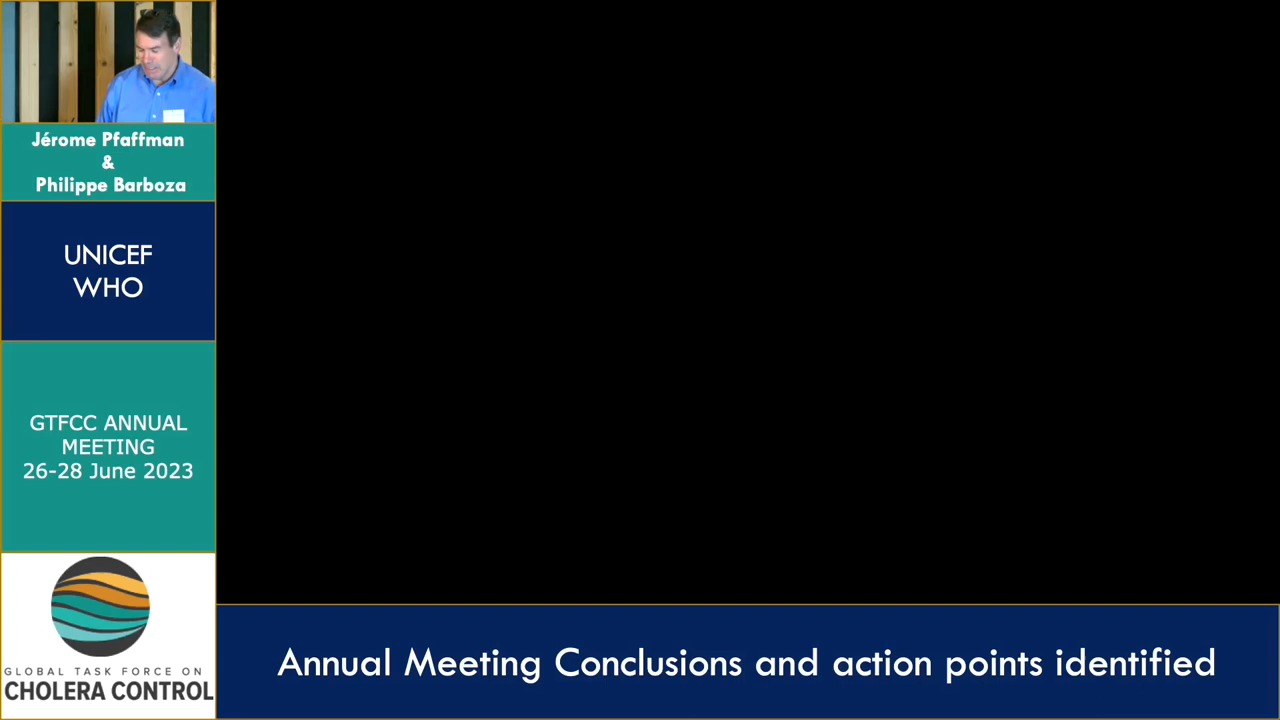 Jérome Pfaffman
&
Philippe Barboza
UNICEF
WHO
GTFCC ANNUAL
MEETING
26-28 June 2023
GLOBAL TASK FORCE ON
CHOLERA CONTROL
Annual Meeting Conclusions and action points identified